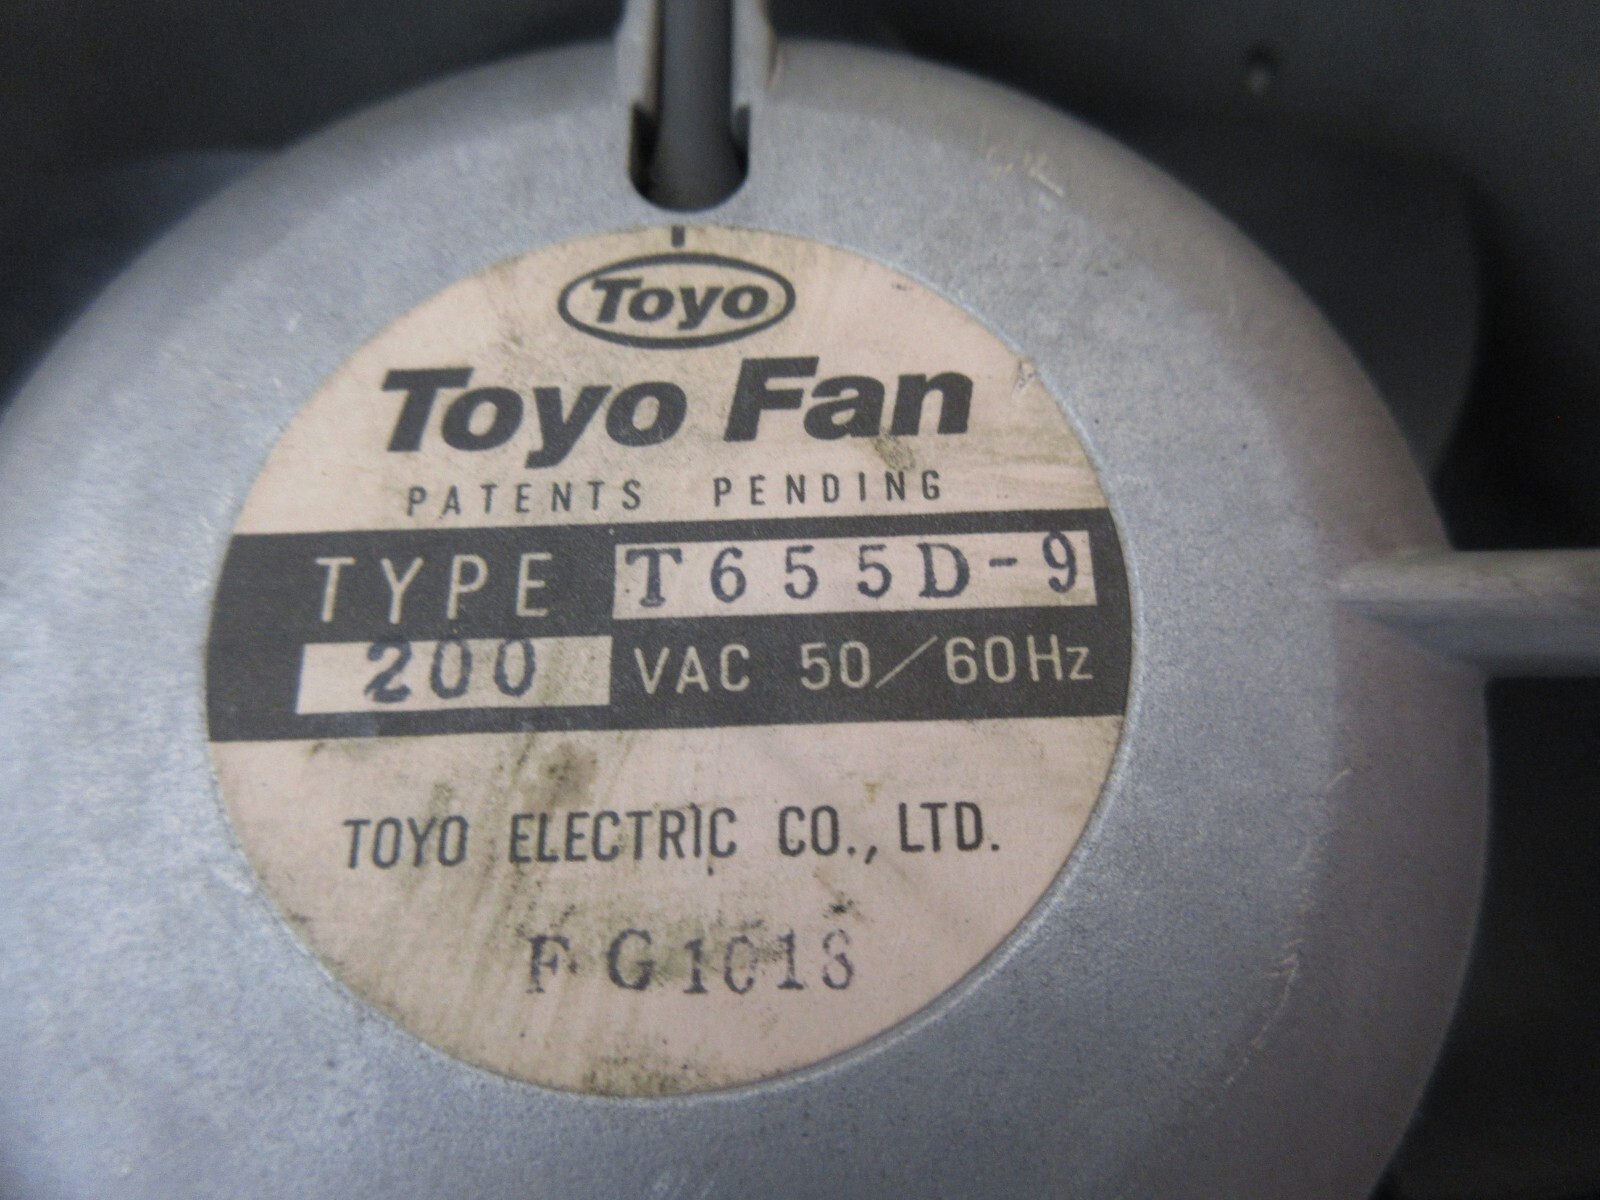 Toyo
Toyo Fan
PATENTS PENDING
TYPE T655D-9
200 VAC 50/60Hz
TOYO ELECTRIC CO., LTD.
FG1018